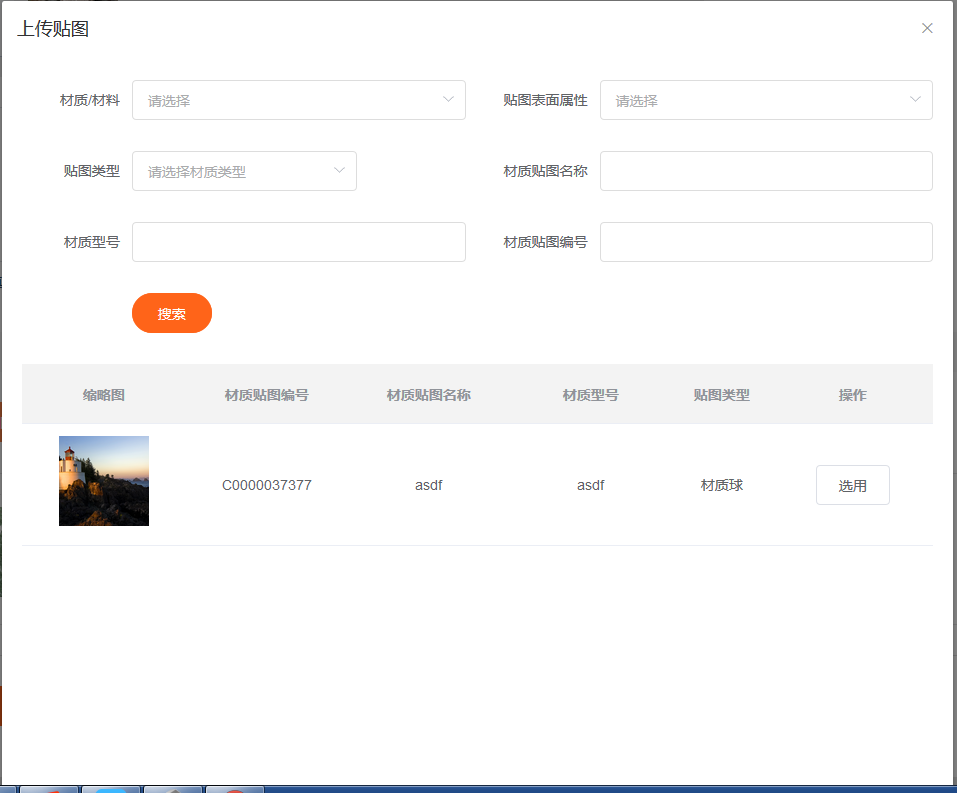 上传贴图
材质/材料 请选择 贴图表面属性 请选择
贴图类型 请选择材质类型 材质贴图名称
材质型号 材质贴图编号
搜索
缩略图 材质贴图编号 材质贴图名称 材质型号 贴图类型 操作
C0000037377 asdf asdf 材质球 选用